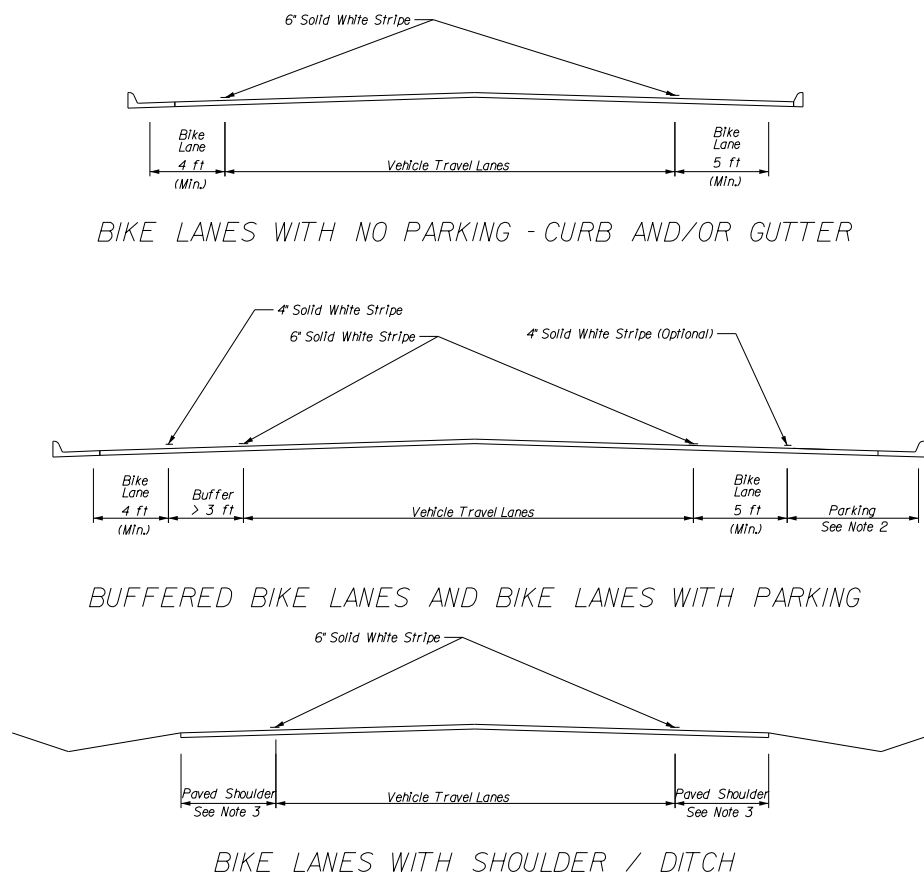 6" Solid White Stripe
Bike
Lane
4 ft
(Min.)
Vehicle Travel Lanes
Bike
Lane
5 ft
(Min.)
BIKE LANES WITH NO PARKING - CURB AND/OR GUTTER
4" Solid White Stripe
6" Solid White Stripe
4" Solid White Stripe (Optional)
Bike
Lane
4 ft
(Min.)
Buffer
> 3 ft
Vehicle Travel Lanes
Bike
Lane
5 ft
(Min.)
Parking
See Note 2
BUFFERED BIKE LANES AND BIKE LANES WITH PARKING
6" Solid White Stripe
Paved Shoulder
See Note 3
Vehicle Travel Lanes
Paved Shoulder
See Note 3
BIKE LANES WITH SHOULDER / DITCH